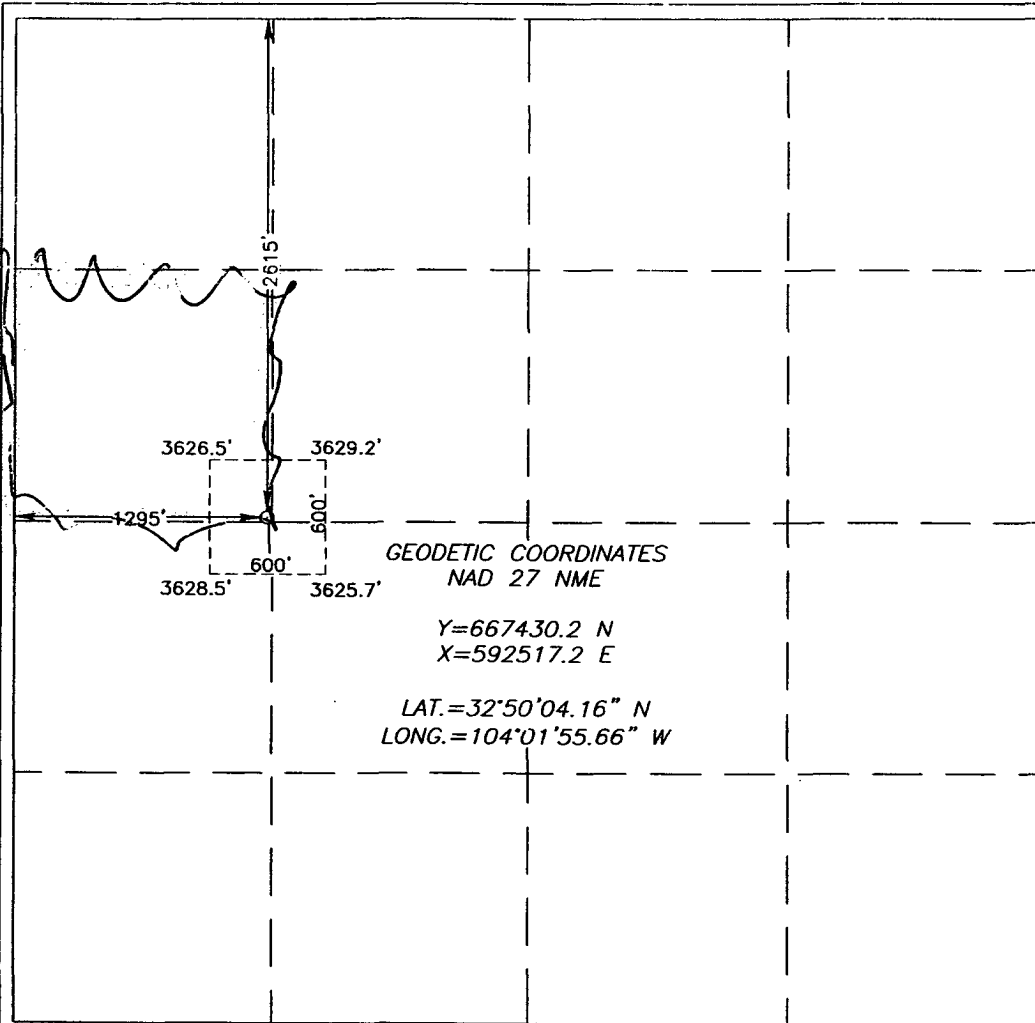 2615'
3626.5' 3629.2'
1295'
600'
600'
3628.5' 3625.7'
GEODETIC COORDINATES
NAD 27 NME
Y=667430.2 N
X=592517.2 E
LAT.=32°50'04.16" N
LONG.=104°01'55.66" W